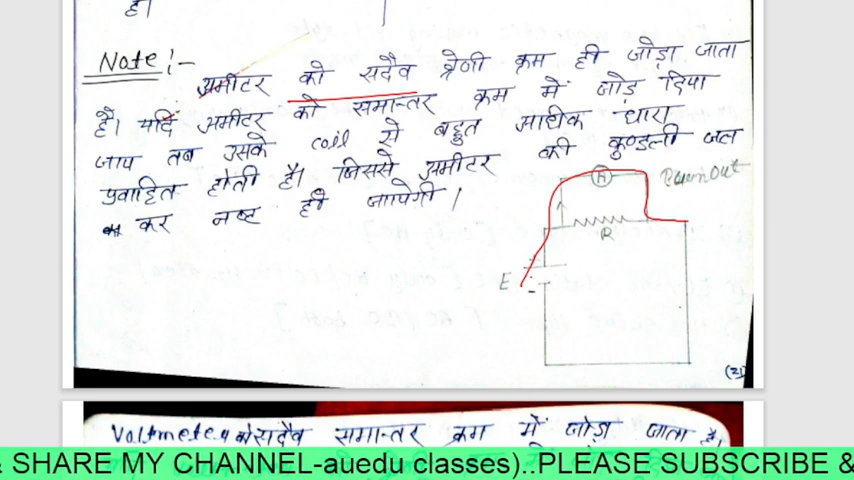 है।
Note:-
अमीटर को सदैव श्रेणी क्रम ही जोड़ा जाता
है। यदि अमीटर को समान्तर क्रम में जोड़ दिया
जाय तब उसके coil से बहुत अधिक धारा
प्रवाहित होती है। जिससे अमीटर की कुण्डली जल
कर नष्ट हो जायेगी।
A
Burnout
R
E
(21)
Voltmeter को सदैव समान्तर क्रम में जोड़ा जाता है।
& SHARE MY CHANNEL-auedu classes)..PLEASE SUBSCRIBE &